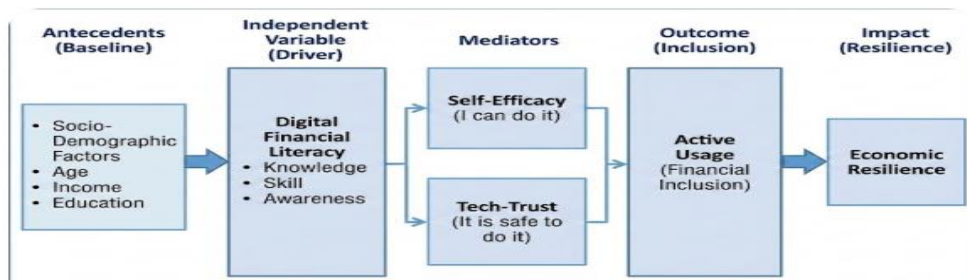 Antecedents
(Baseline)
Independent
Variable
(Driver)
Mediators
Outcome
(Inclusion)
Impact
(Resilience)
• Socio-
Demographic
Factors
• Age
• Income
• Education
Digital
Financial
Literacy
• Knowledge
• Skill
• Awareness
Self-Efficacy
(I can do it)
Tech-Trust
(It is safe to
do it)
Active
Usage
(Financial
Inclusion)
Economic
Resilience